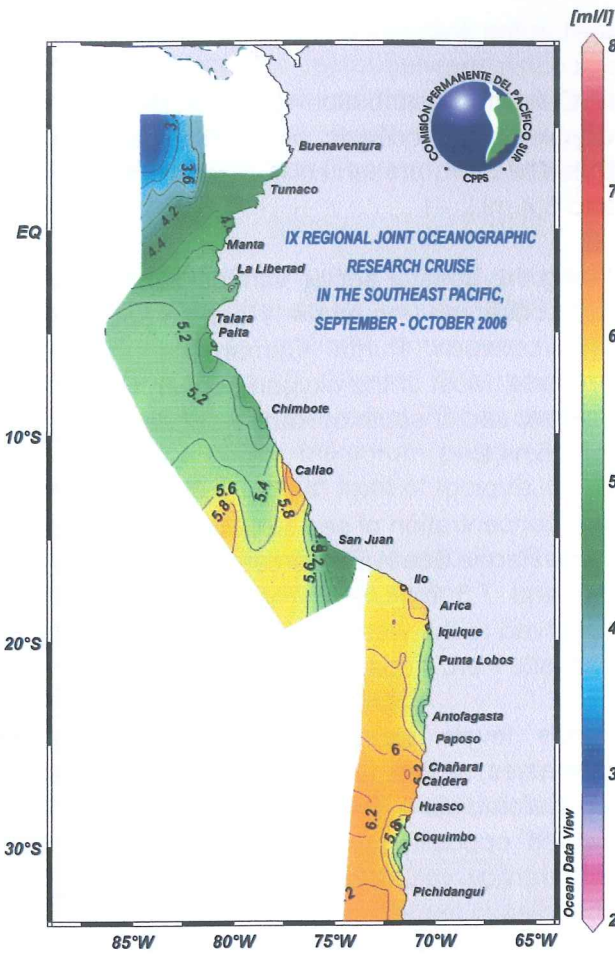 [ml/l]
8
7
6
5
4
3
2
COMISIÓN PERMANENTE DEL PACÍFICO SUR
• CPPS •
IX REGIONAL JOINT OCEANOGRAPHIC
RESEARCH CRUISE
IN THE SOUTHEAST PACIFIC,
SEPTEMBER - OCTOBER 2006
Buenaventura
Tumaco
Manta
La Libertad
Talara
Paita
Chimbote
Callao
San Juan
Ilo
Arica
Iquique
Punta Lobos
Antofagasta
Paposo
Chañaral
Caldera
Huasco
Coquimbo
Pichidangui
3.6
4.2
4.4
5.2
5.2
5.6
5.8
5.4
5.8
6
6.2
EQ
10°S
20°S
30°S
85°W
80°W
75°W
70°W
65°W
Ocean Data View